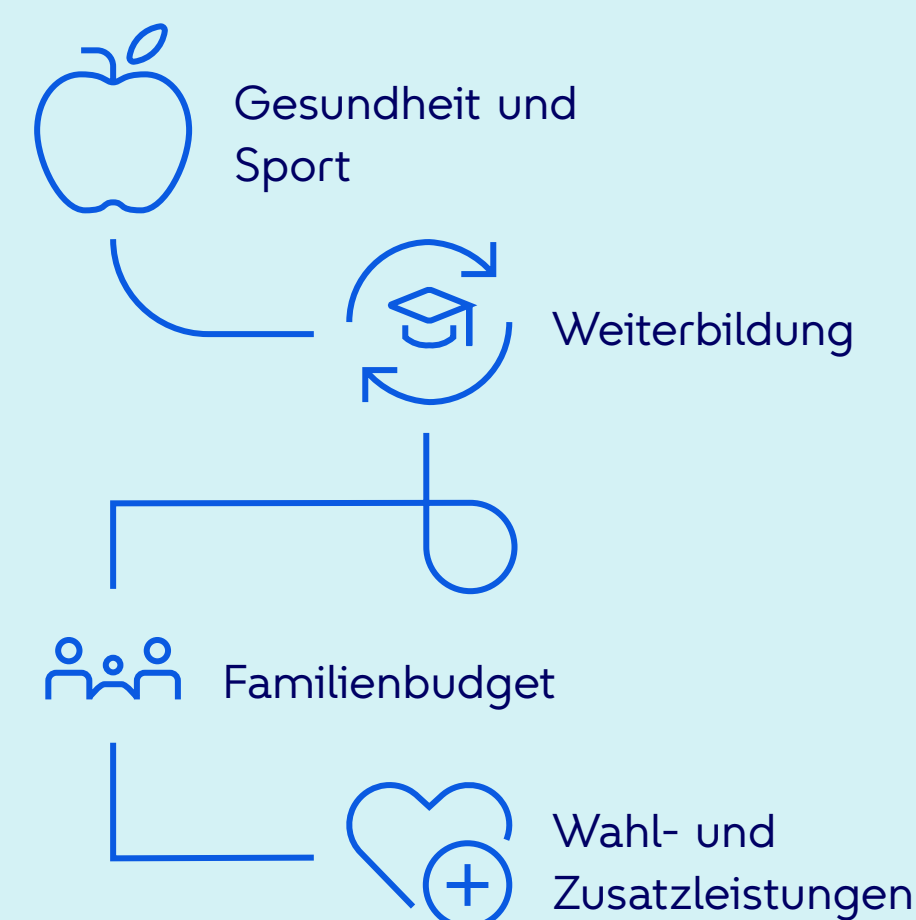 Gesundheit und
Sport
Weiterbildung
Familienbudget
Wahl- und
Zusatzleistungen